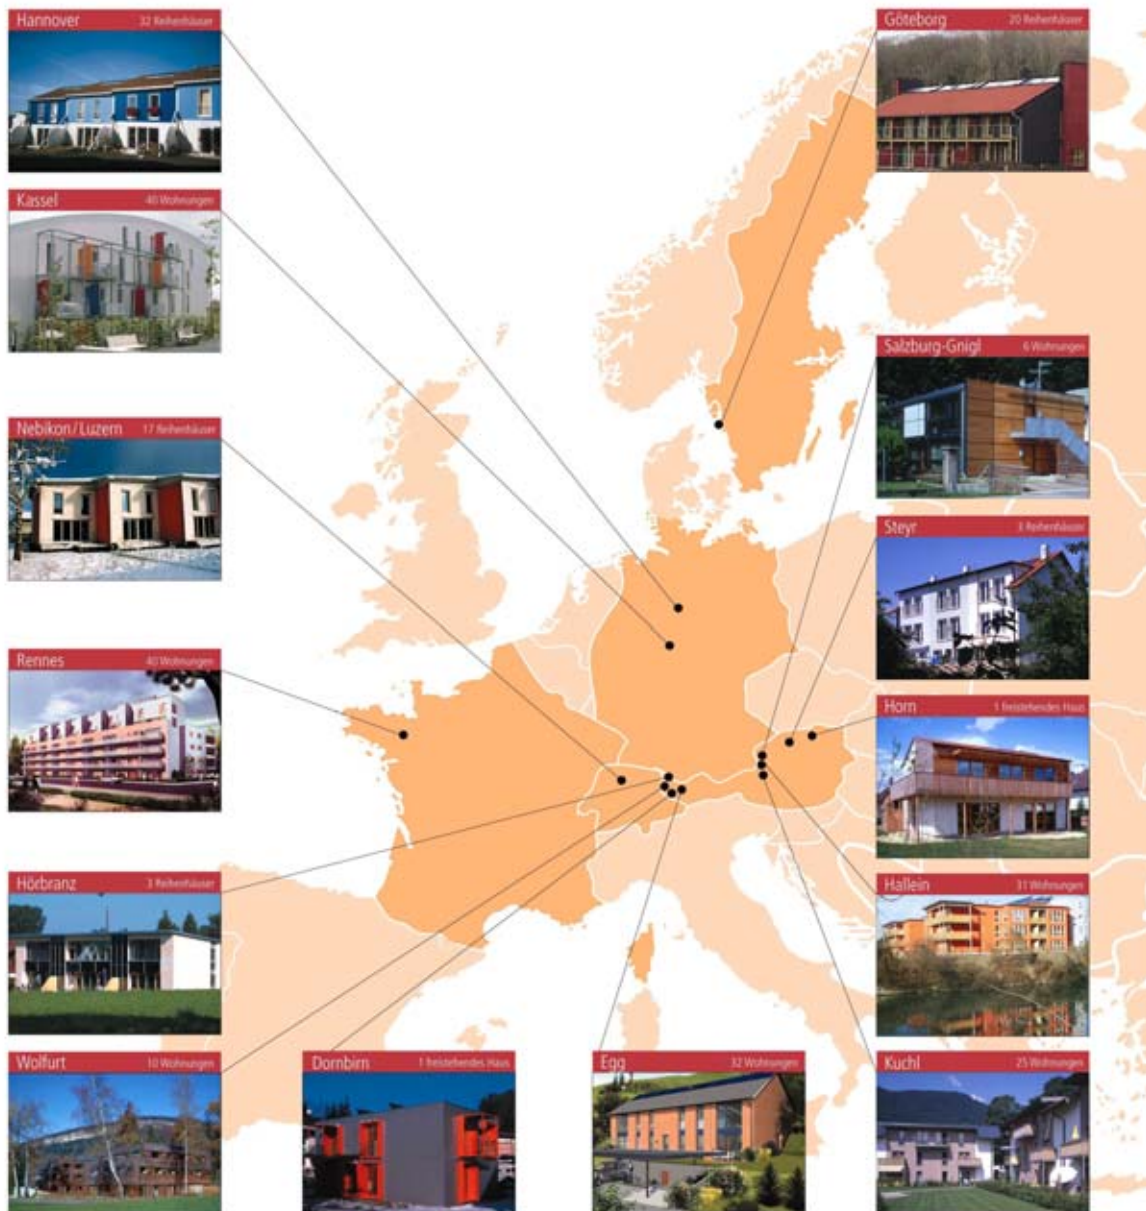 Hannover 32 Reihenhäuser
Göteborg 20 Reihenhäuser
Kassel 40 Wohnungen
Salzburg-Gnigl 6 Wohnungen
Nebikon/Luzern 17 Reihenhäuser
Steyr 3 Reihenhäuser
Rennes 40 Wohnungen
Horn 1 freistehendes Haus
Hörbranz 3 Reihenhäuser
Hallein 31 Wohnungen
Wolfurt 10 Wohnungen
Dornbirn 1 freistehendes Haus
Egg 32 Wohnungen
Kuchl 25 Wohnungen